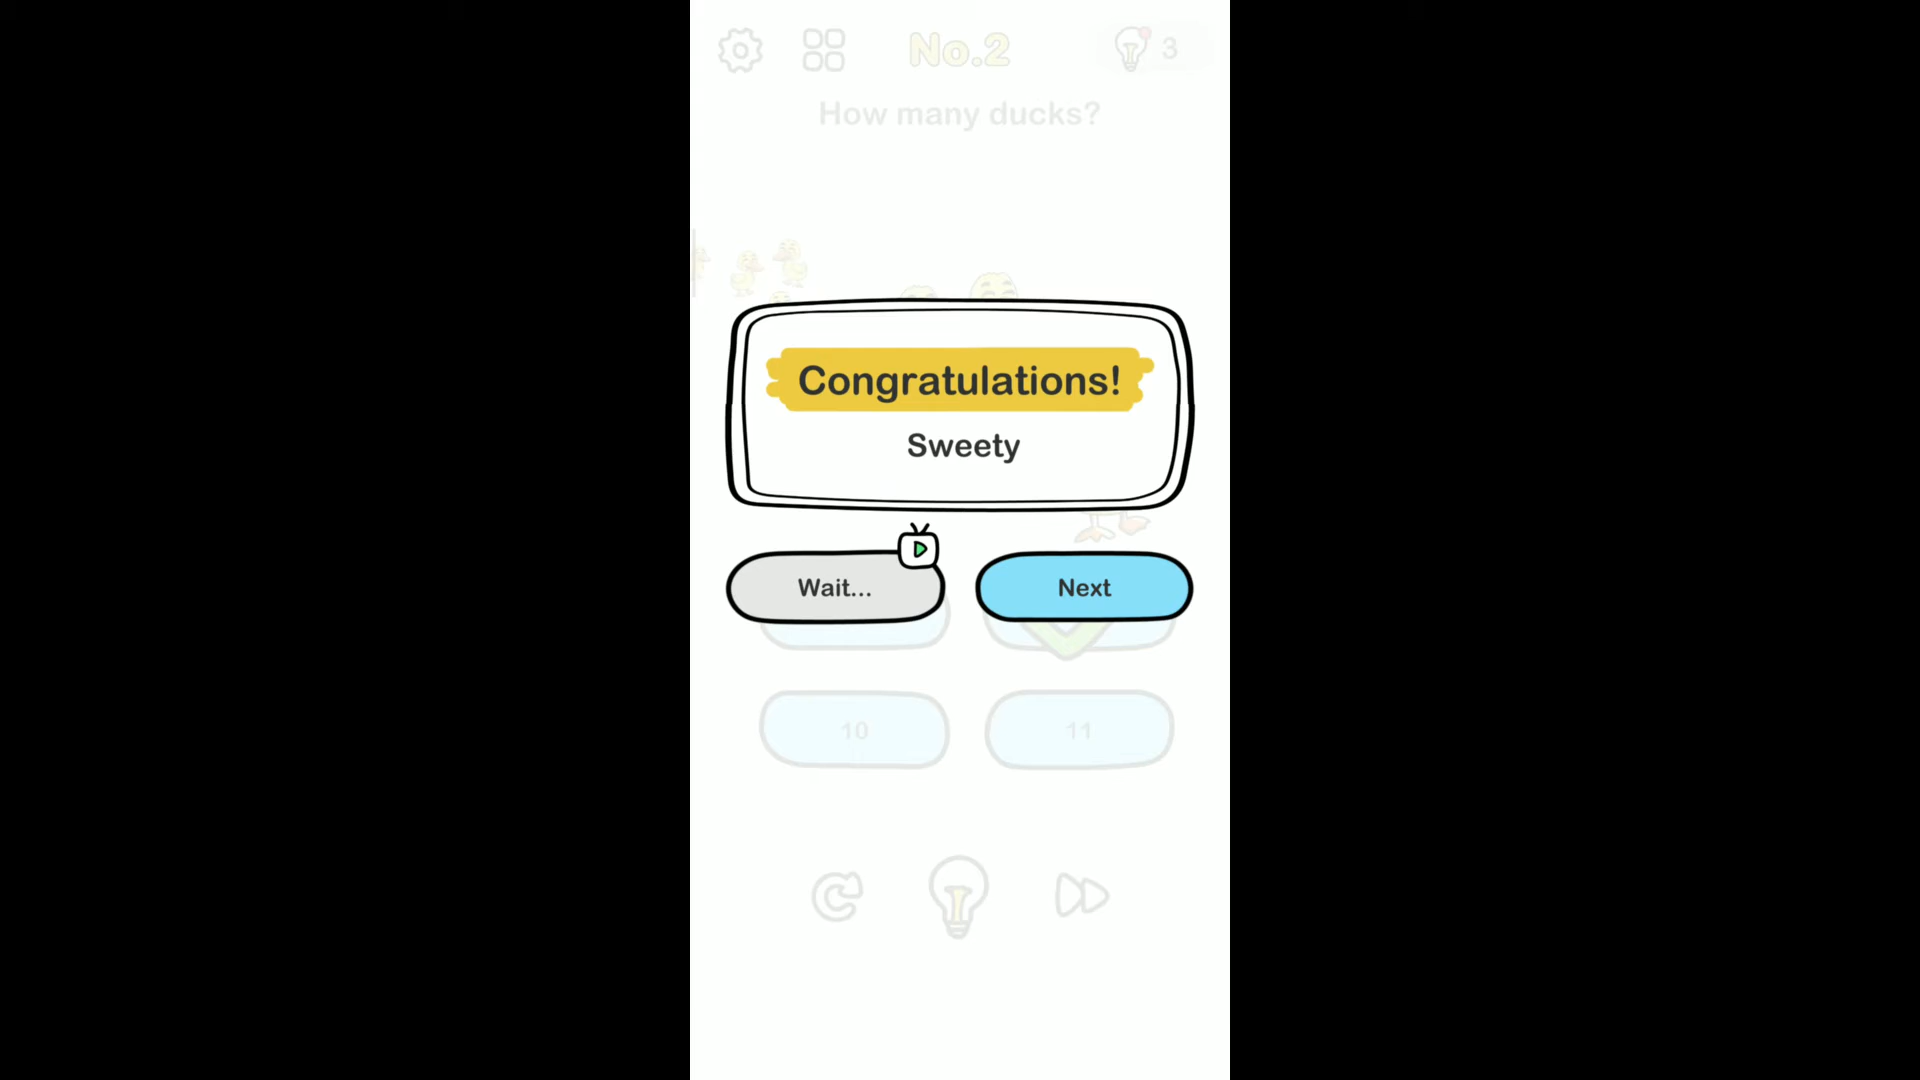 No.2
3
How many ducks?
Congratulations!
Sweety
Wait...
Next
10
11